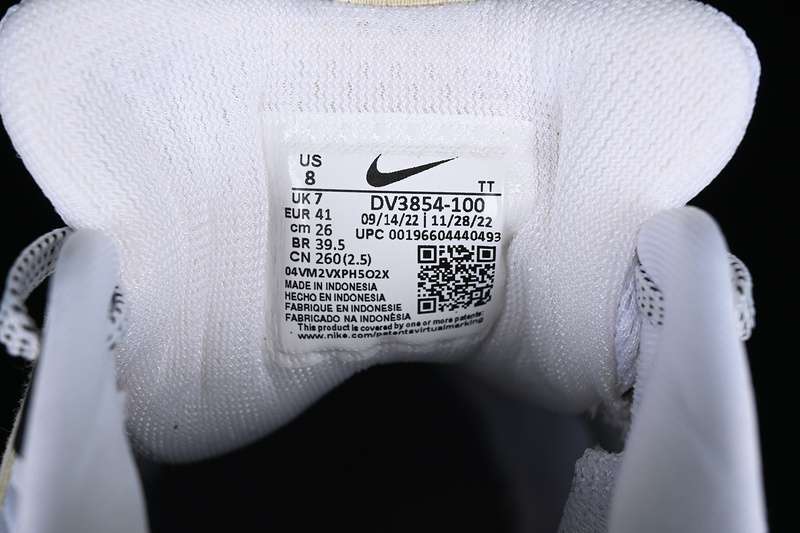 US
8
TT
UK 7
EUR 41
cm 26
BR 39.5
CN 260(2.5)
DV3854-100
09/14/22 | 11/28/22
UPC 00196604440493
04VM2VXPH5O2X
MADE IN INDONESIA
HECHO EN INDONESIA
FABRIQUE EN INDONESIE
FABRICADO NA INDONÈSIA
This product is covered by one or more patents:
www.nike.com/patentsvirtualmarking